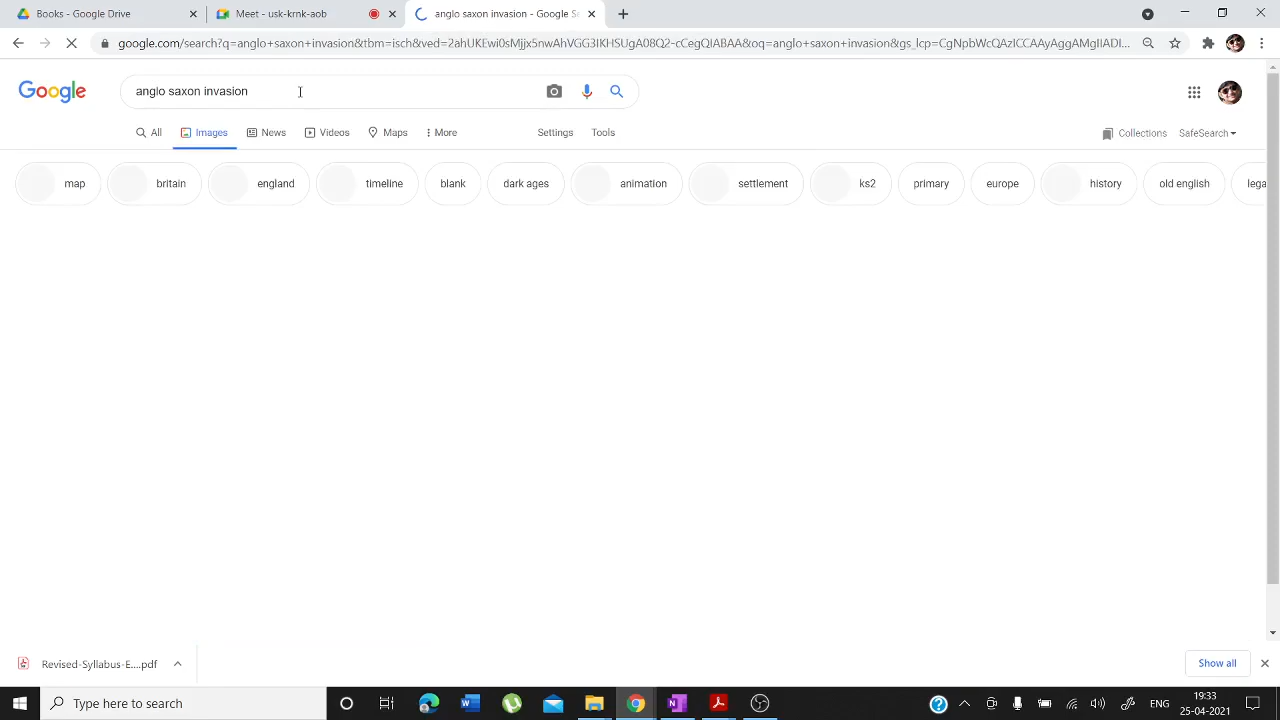 Books - Google Drive
Meet - usk-krnk-aob
anglo saxon invasion - Google Se
google.com/search?q=anglo+saxon+invasion&tbm=isch&ved=2ahUKEwi0sMjjx5nwAhVGG3IKHSUgA08Q2-cCegQIABAA&oq=anglo+saxon+invasion&gs_lcp=CgNpbWcQAzICCAAyAggAMgIIADI...
Google
anglo saxon invasion
All
Images
News
Videos
Maps
More
Settings
Tools
Collections
SafeSearch
map
britain
england
timeline
blank
dark ages
animation
settlement
ks2
primary
europe
history
old english
lega
Revised-Syllabus-E....pdf
Show all
Type here to search
ENG
19:33
25-04-2021